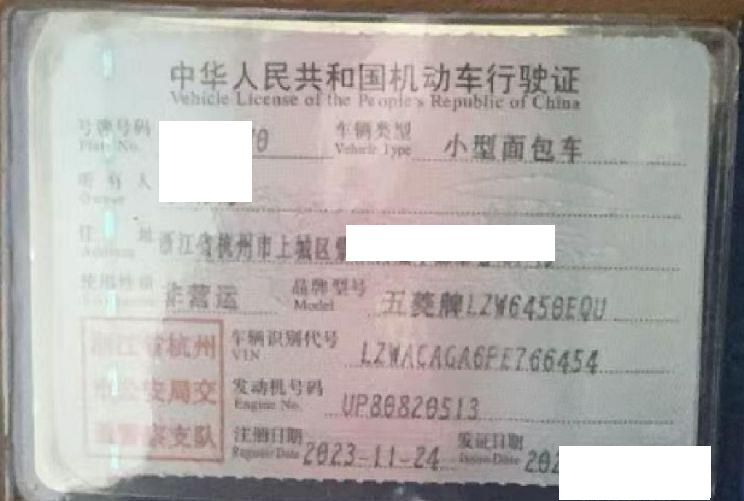 中华人民共和国机动车行驶证
Vehicle License of the People's Republic of China
号牌号码 70 车辆类型 小型面包车
Plate No. Vehicle Type
所有人
Owner
住址 浙江省杭州市上城区
Address
使用性质 非营运 品牌型号 五菱牌LZW6450EQU
Model
浙江省杭州 车辆识别代号 LZWACAGA6PE766454
VIN
市公安局交 发动机号码 UP80820513
Engine No.
通警察支队 注册日期 2023-11-24 发证日期 202
Register Date Issue Date